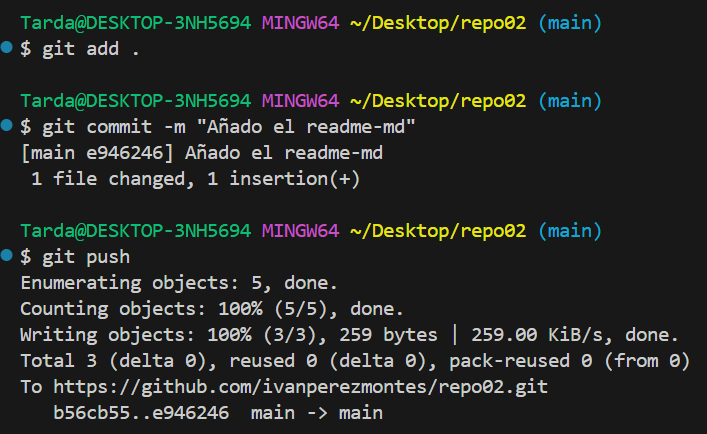 Tarda@DESKTOP-3NH5694 MINGW64 ~/Desktop/repo02 (main)
$ git add .
Tarda@DESKTOP-3NH5694 MINGW64 ~/Desktop/repo02 (main)
$ git commit -m "Añado el readme-md"
[main e946246] Añado el readme-md
 1 file changed, 1 insertion(+)
Tarda@DESKTOP-3NH5694 MINGW64 ~/Desktop/repo02 (main)
$ git push
Enumerating objects: 5, done.
Counting objects: 100% (5/5), done.
Writing objects: 100% (3/3), 259 bytes | 259.00 KiB/s, done.
Total 3 (delta 0), reused 0 (delta 0), pack-reused 0 (from 0)
To https://github.com/ivanperezmontes/repo02.git
   b56cb55..e946246  main -> main